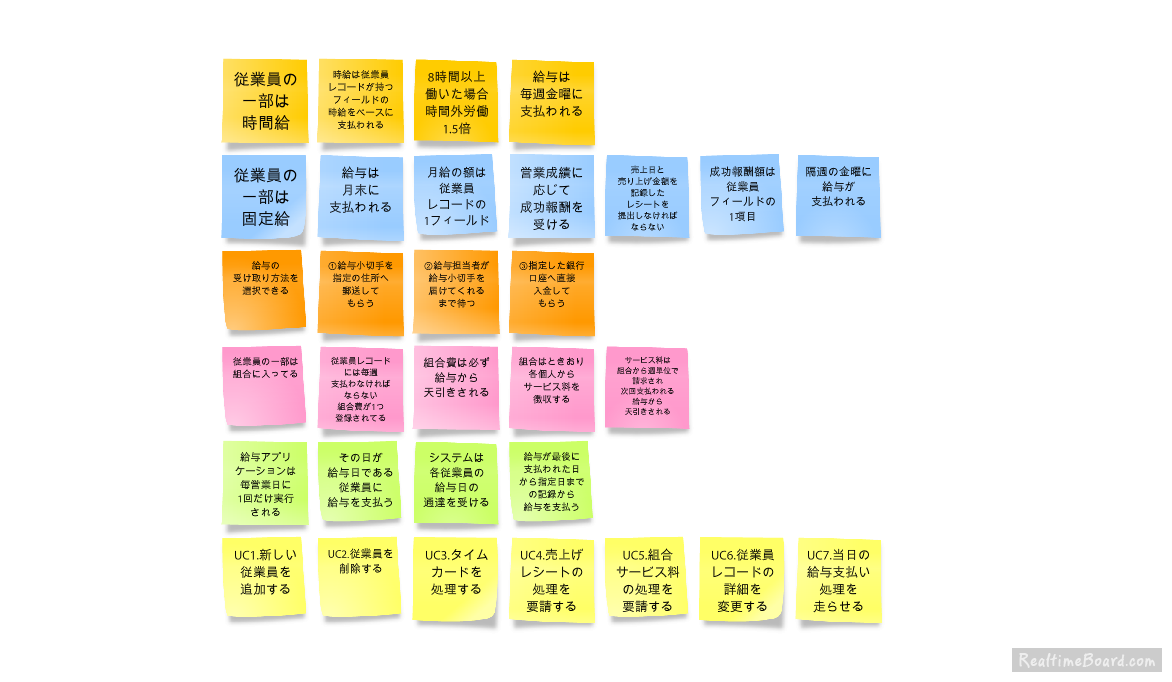 従業員の
一部は
時間給
時給は従業員
レコードが持つ
フィールドの
時給をベースに
支払われる
8時間以上
働いた場合
時間外労働
1.5倍
給与は
毎週金曜に
支払われる
従業員の
一部は
固定給
給与は
月末に
支払われる
月給の額は
従業員
レコードの
1フィールド
営業成績に
応じて
成功報酬を
受ける
売上日と
売り上げ金額を
記録した
レシートを
提出しなければ
ならない
成功報酬額は
従業員
フィールドの
1項目
隔週の金曜に
給与が
支払われる
給与の
受け取り方法を
選択できる
①給与小切手を
指定の住所へ
郵送して
もらう
②給与担当者が
給与小切手を
届けてくれる
まで待つ
③指定した銀行
口座へ直接
入金して
もらう
従業員の一部は
組合に入ってる
従業員レコード
には毎週
支払わなければ
ならない
組合費が1つ
登録されてる
組合費は必ず
給与から
天引きされる
組合はときおり
各個人から
サービス料を
徴収する
サービス料は
組合から週単位で
請求され
次回支払われる
給与から
天引きされる
給与アプリ
ケーションは
毎営業日に
1回だけ実行
される
その日が
給与日である
従業員に
給与を支払う
システムは
各従業員の
給与日の
通達を受ける
給与が最後に
支払われた日
から指定日まで
の記録から
給与を支払う
UC1.新しい
従業員を
追加する
UC2.従業員を
削除する
UC3.タイム
カードを
処理する
UC4.売上げ
レシートの
処理を
要請する
UC5.組合
サービス料
の処理を
要請する
UC6.従業員
レコードの
詳細を
変更する
UC7.当日の
給与支払い
処理を
走らせる
RealtimeBoard.com